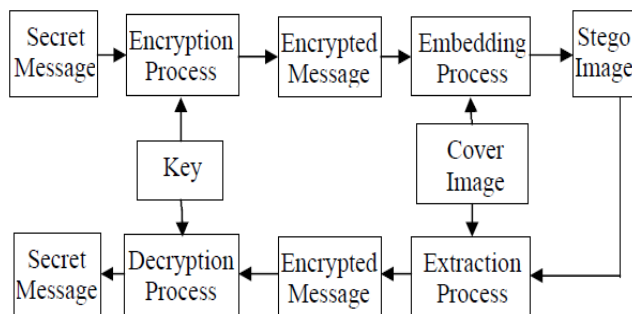 Secret
Message
Encryption
Process
Encrypted
Message
Embedding
Process
Stego
Image
Key
Cover
Image
Secret
Message
Decryption
Process
Encrypted
Message
Extraction
Process